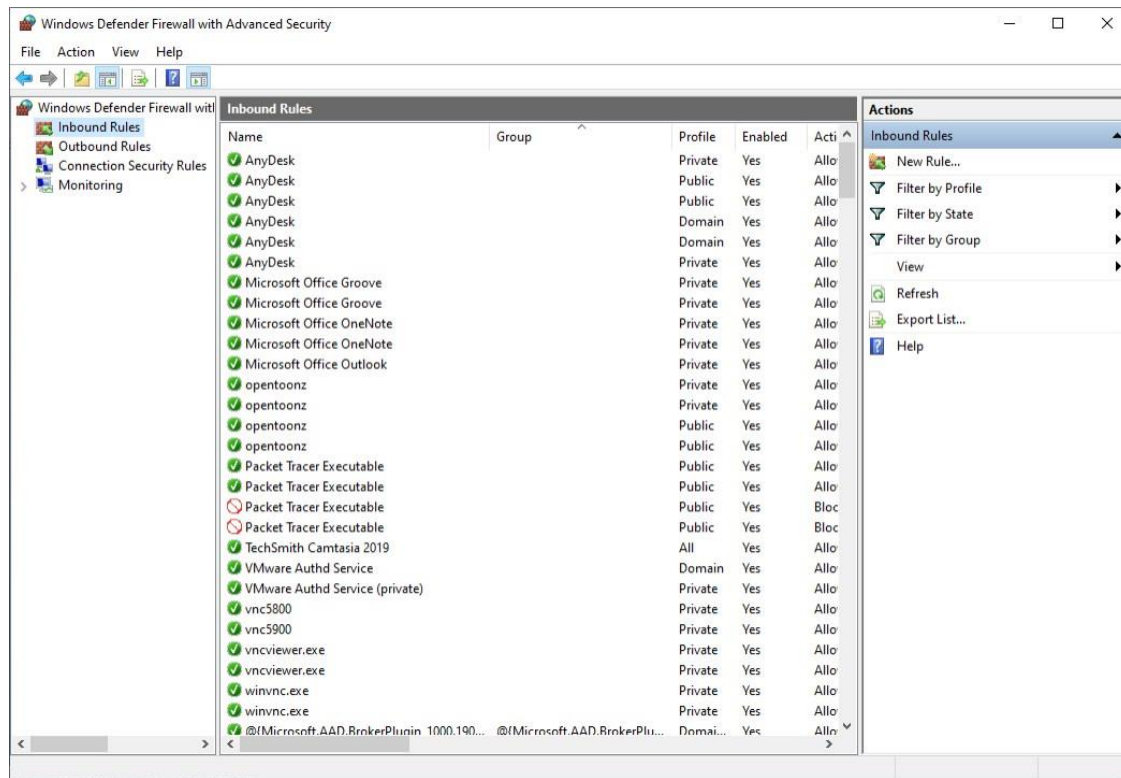 Windows Defender Firewall with Advanced Security
File Action View Help
Windows Defender Firewall witl
Inbound Rules
Outbound Rules
Connection Security Rules
Monitoring
Inbound Rules
Name Group Profile Enabled Acti
AnyDesk Private Yes Allo
AnyDesk Public Yes Allo
AnyDesk Public Yes Allo
AnyDesk Domain Yes Allo
AnyDesk Domain Yes Allo
AnyDesk Private Yes Allo
Microsoft Office Groove Private Yes Allo
Microsoft Office Groove Private Yes Allo
Microsoft Office OneNote Private Yes Allo
Microsoft Office OneNote Private Yes Allo
Microsoft Office Outlook Private Yes Allo
opentoonz Private Yes Allo
opentoonz Private Yes Allo
opentoonz Public Yes Allo
opentoonz Public Yes Allo
Packet Tracer Executable Public Yes Allo
Packet Tracer Executable Public Yes Allo
Packet Tracer Executable Public Yes Bloc
Packet Tracer Executable Public Yes Bloc
TechSmith Camtasia 2019 All Yes Allo
VMware Authd Service Domain Yes Allo
VMware Authd Service (private) Private Yes Allo
vnc5800 Private Yes Allo
vnc5900 Private Yes Allo
vncviewer.exe Private Yes Allo
vncviewer.exe Private Yes Allo
winvnc.exe Private Yes Allo
winvnc.exe Private Yes Allo
@{Microsoft.AAD.BrokerPlugin_1000.190... @{Microsoft.AAD.BrokerPlu... Domai... Yes Allo
Actions
Inbound Rules
New Rule...
Filter by Profile
Filter by State
Filter by Group
View
Refresh
Export List...
Help